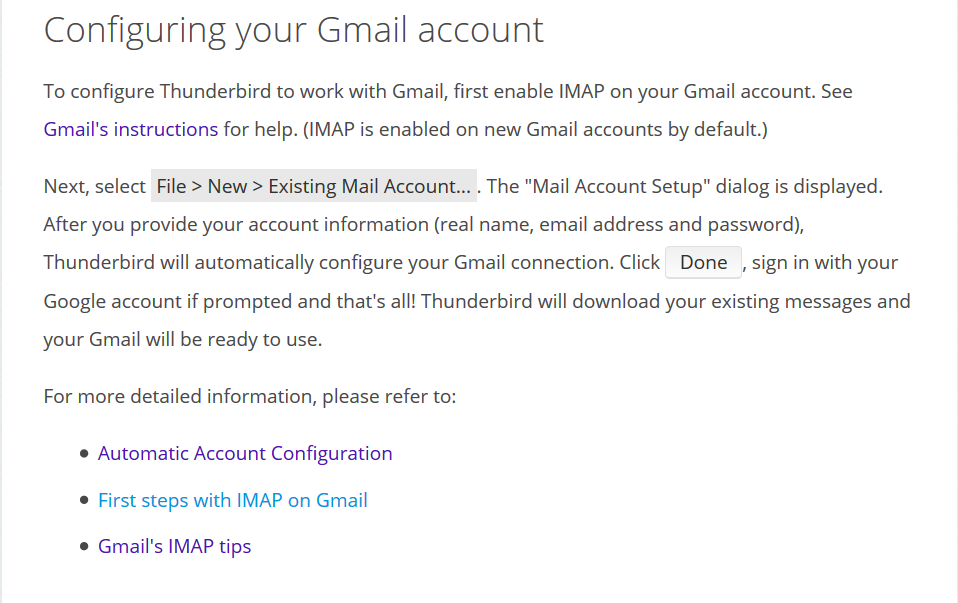 Configuring your Gmail account
To configure Thunderbird to work with Gmail, first enable IMAP on your Gmail account. See
Gmail's instructions for help. (IMAP is enabled on new Gmail accounts by default.)
Next, select File > New > Existing Mail Account... . The "Mail Account Setup" dialog is displayed.
After you provide your account information (real name, email address and password),
Thunderbird will automatically configure your Gmail connection. Click Done , sign in with your
Google account if prompted and that's all! Thunderbird will download your existing messages and
your Gmail will be ready to use.
For more detailed information, please refer to:
• Automatic Account Configuration
• First steps with IMAP on Gmail
• Gmail's IMAP tips